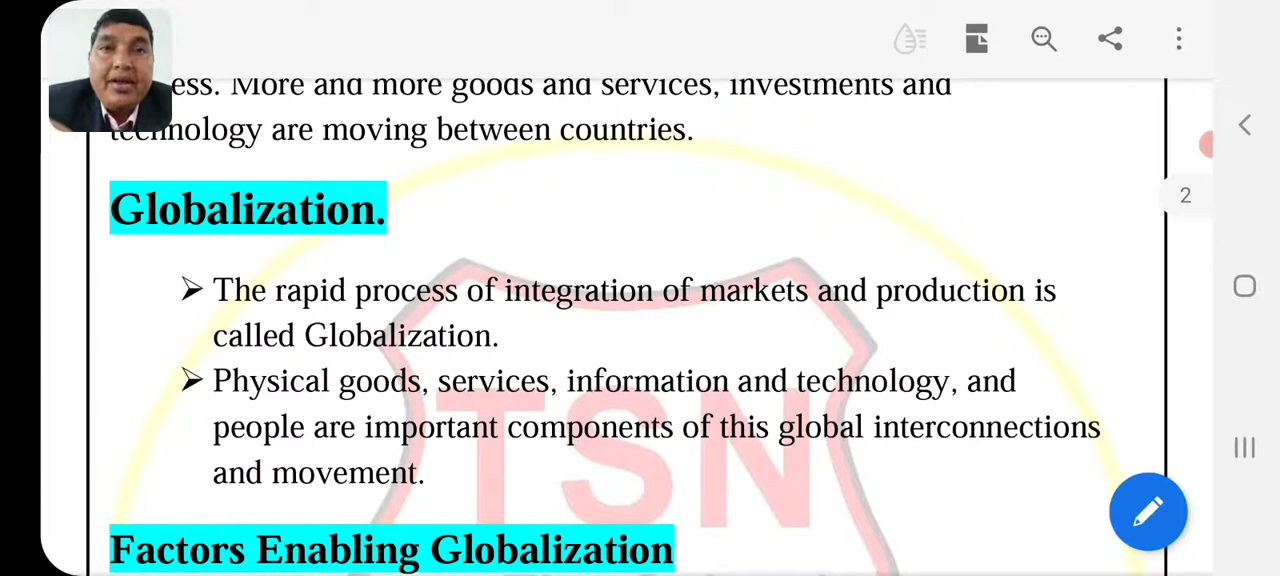 ess. More and more goods and services, investments and
technology are moving between countries.
2
Globalization.
➤ The rapid process of integration of markets and production is
called Globalization.
➤ Physical goods, services, information and technology, and
people are important components of this global interconnections
and movement.
TSN
Factors Enabling Globalization